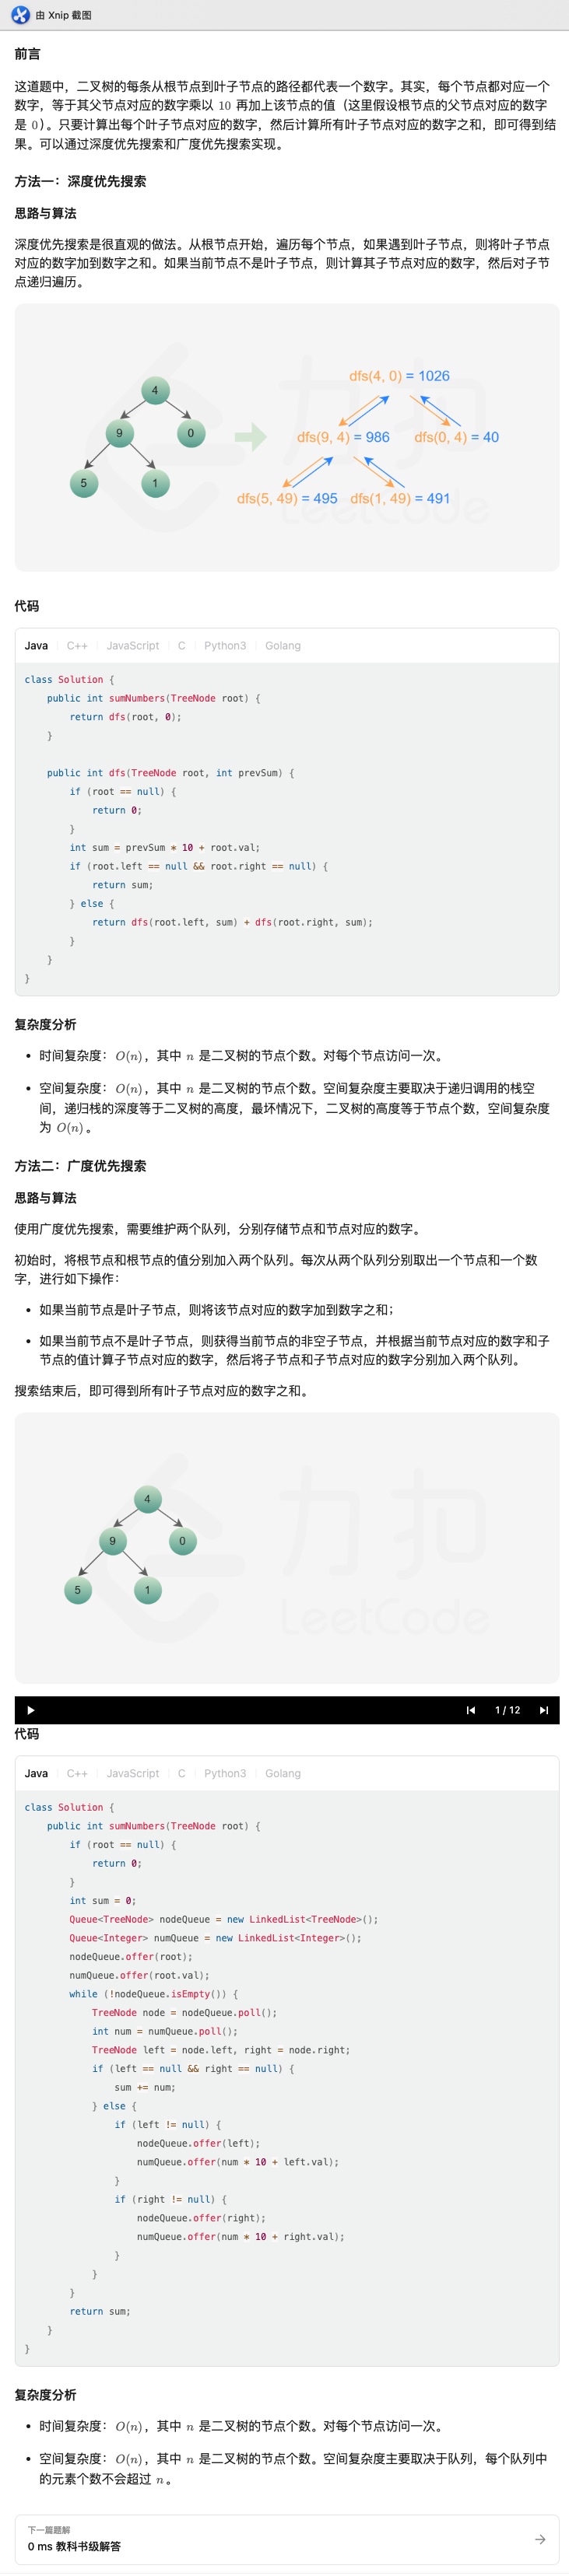 由 Xnip 截图
前言
这道题中，二叉树的每条从根节点到叶子节点的路径都代表一个数字。其实，每个节点都对应一个
数字，等于其父节点对应的数字乘以 10 再加上该节点的值（这里假设根节点的父节点对应的数字
是 0）。只要计算出每个叶子节点对应的数字，然后计算所有叶子节点对应的数字之和，即可得到结
果。可以通过深度优先搜索和广度优先搜索实现。
方法一：深度优先搜索
思路与算法
深度优先搜索是很直观的做法。从根节点开始，遍历每个节点，如果遇到叶子节点，则将叶子节点
对应的数字加到数字之和。如果当前节点不是叶子节点，则计算其子节点对应的数字，然后对子节
点递归遍历。
力扣
LeetCode
4
9
0
5
1
dfs(4, 0) = 1026
dfs(9, 4) = 986
dfs(0, 4) = 40
dfs(5, 49) = 495
dfs(1, 49) = 491
代码
Java C++ JavaScript C Python3 Golang
class Solution {
    public int sumNumbers(TreeNode root) {
        return dfs(root, 0);
    }

    public int dfs(TreeNode root, int prevSum) {
        if (root == null) {
            return 0;
        }
        int sum = prevSum * 10 + root.val;
        if (root.left == null && root.right == null) {
            return sum;
        } else {
            return dfs(root.left, sum) + dfs(root.right, sum);
        }
    }
}
复杂度分析
• 时间复杂度：O(n)，其中 n 是二叉树的节点个数。对每个节点访问一次。
• 空间复杂度：O(n)，其中 n 是二叉树的节点个数。空间复杂度主要取决于递归调用的栈空
间，递归栈的深度等于二叉树的高度，最坏情况下，二叉树的高度等于节点个数，空间复杂度
为 O(n)。
方法二：广度优先搜索
思路与算法
使用广度优先搜索，需要维护两个队列，分别存储节点和节点对应的数字。
初始时，将根节点和根节点的值分别加入两个队列。每次从两个队列分别取出一个节点和一个数
字，进行如下操作：
• 如果当前节点是叶子节点，则将该节点对应的数字加到数字之和；
• 如果当前节点不是叶子节点，则获得当前节点的非空子节点，并根据当前节点对应的数字和子
节点的值计算子节点对应的数字，然后将子节点和子节点对应的数字分别加入两个队列。
搜索结束后，即可得到所有叶子节点对应的数字之和。
力扣
LeetCode
4
9
0
5
1
1 / 12
代码
Java C++ JavaScript C Python3 Golang
class Solution {
    public int sumNumbers(TreeNode root) {
        if (root == null) {
            return 0;
        }
        int sum = 0;
        Queue<TreeNode> nodeQueue = new LinkedList<TreeNode>();
        Queue<Integer> numQueue = new LinkedList<Integer>();
        nodeQueue.offer(root);
        numQueue.offer(root.val);
        while (!nodeQueue.isEmpty()) {
            TreeNode node = nodeQueue.poll();
            int num = numQueue.poll();
            TreeNode left = node.left, right = node.right;
            if (left == null && right == null) {
                sum += num;
            } else {
                if (left != null) {
                    nodeQueue.offer(left);
                    numQueue.offer(num * 10 + left.val);
                }
                if (right != null) {
                    nodeQueue.offer(right);
                    numQueue.offer(num * 10 + right.val);
                }
            }
        }
        return sum;
    }
}
复杂度分析
• 时间复杂度：O(n)，其中 n 是二叉树的节点个数。对每个节点访问一次。
• 空间复杂度：O(n)，其中 n 是二叉树的节点个数。空间复杂度主要取决于队列，每个队列中
的元素个数不会超过 n。
下一篇题解
0 ms 教科书级解答